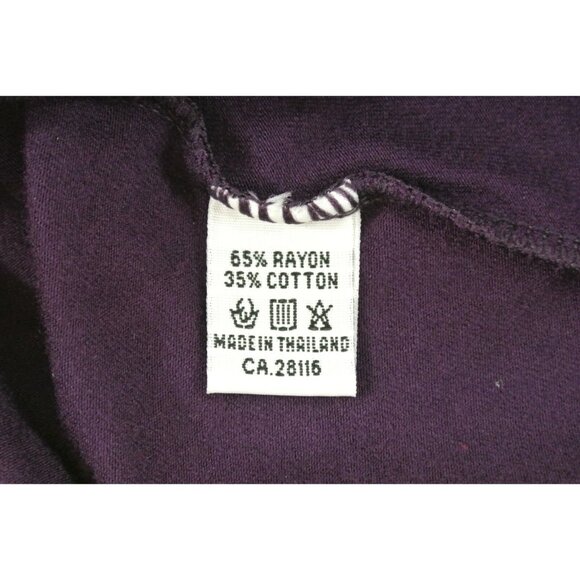 65% RAYON
35% COTTON
MADE IN THAILAND
CA.28116